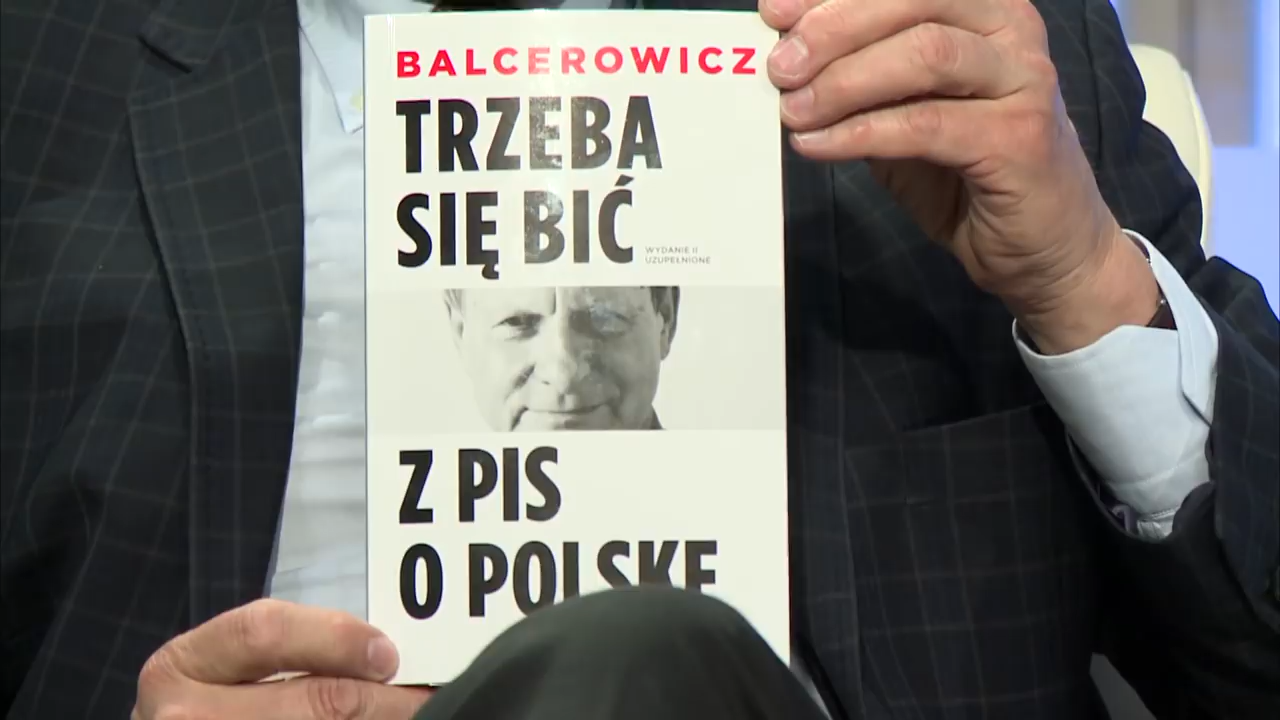 BALCEROWICZ
TRZEBA
SIĘ BIĆ
WYDANIE II
UZUPEŁNIONE
Z PIS
O POLSKĘ